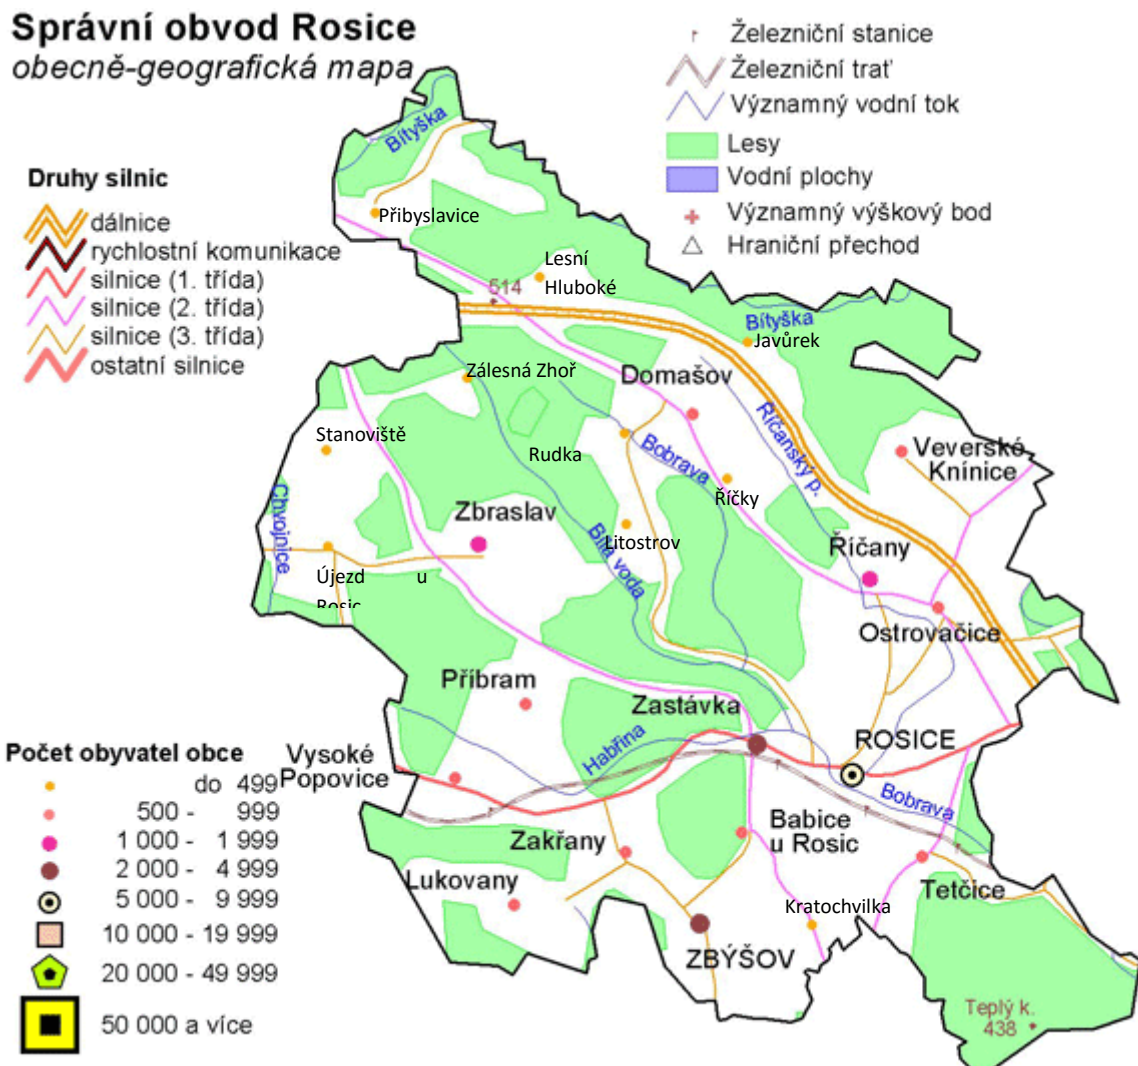 Správní obvod Rosice
obecně-geografická mapa
Železniční stanice
Železniční trať
Významný vodní tok
Lesy
Vodní plochy
Významný výškový bod
Hraniční přechod
Druhy silnic
dálnice
rychlostní komunikace
silnice (1. třída)
silnice (2. třída)
silnice (3. třída)
ostatní silnice
Bítýška
Přibyslavice
Lesní
Hluboké
514
Bítýška
Javůrek
Zálesná Zhoř
Domašov
Říčanský p.
Stanoviště
Rudka
Bobrava
Říčky
Veverské
Knínice
Chvojnice
Zbraslav
Litostrov
Bílá voda
Říčany
Újezd u
Rosic
Ostrovačice
Příbram
Zastávka
Habřina
ROSICE
Vysoké
Popovice
Bobrava
Babice
u Rosic
Zakřany
Lukovany
Tetčice
Kratochvilka
ZBÝŠOV
Teplý k.
438
Počet obyvatel obce
do 499
500 - 999
1 000 - 1 999
2 000 - 4 999
5 000 - 9 999
10 000 - 19 999
20 000 - 49 999
50 000 a více